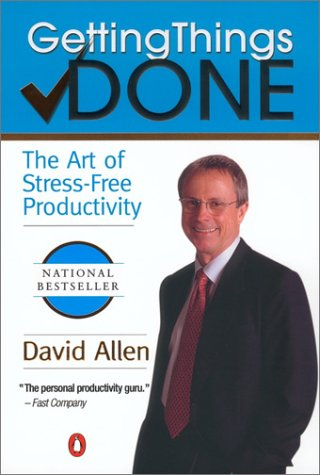 Getting Things
DONE
The Art of
Stress-Free
Productivity
NATIONAL
BESTSELLER
David Allen
"The personal productivity guru."
– Fast Company